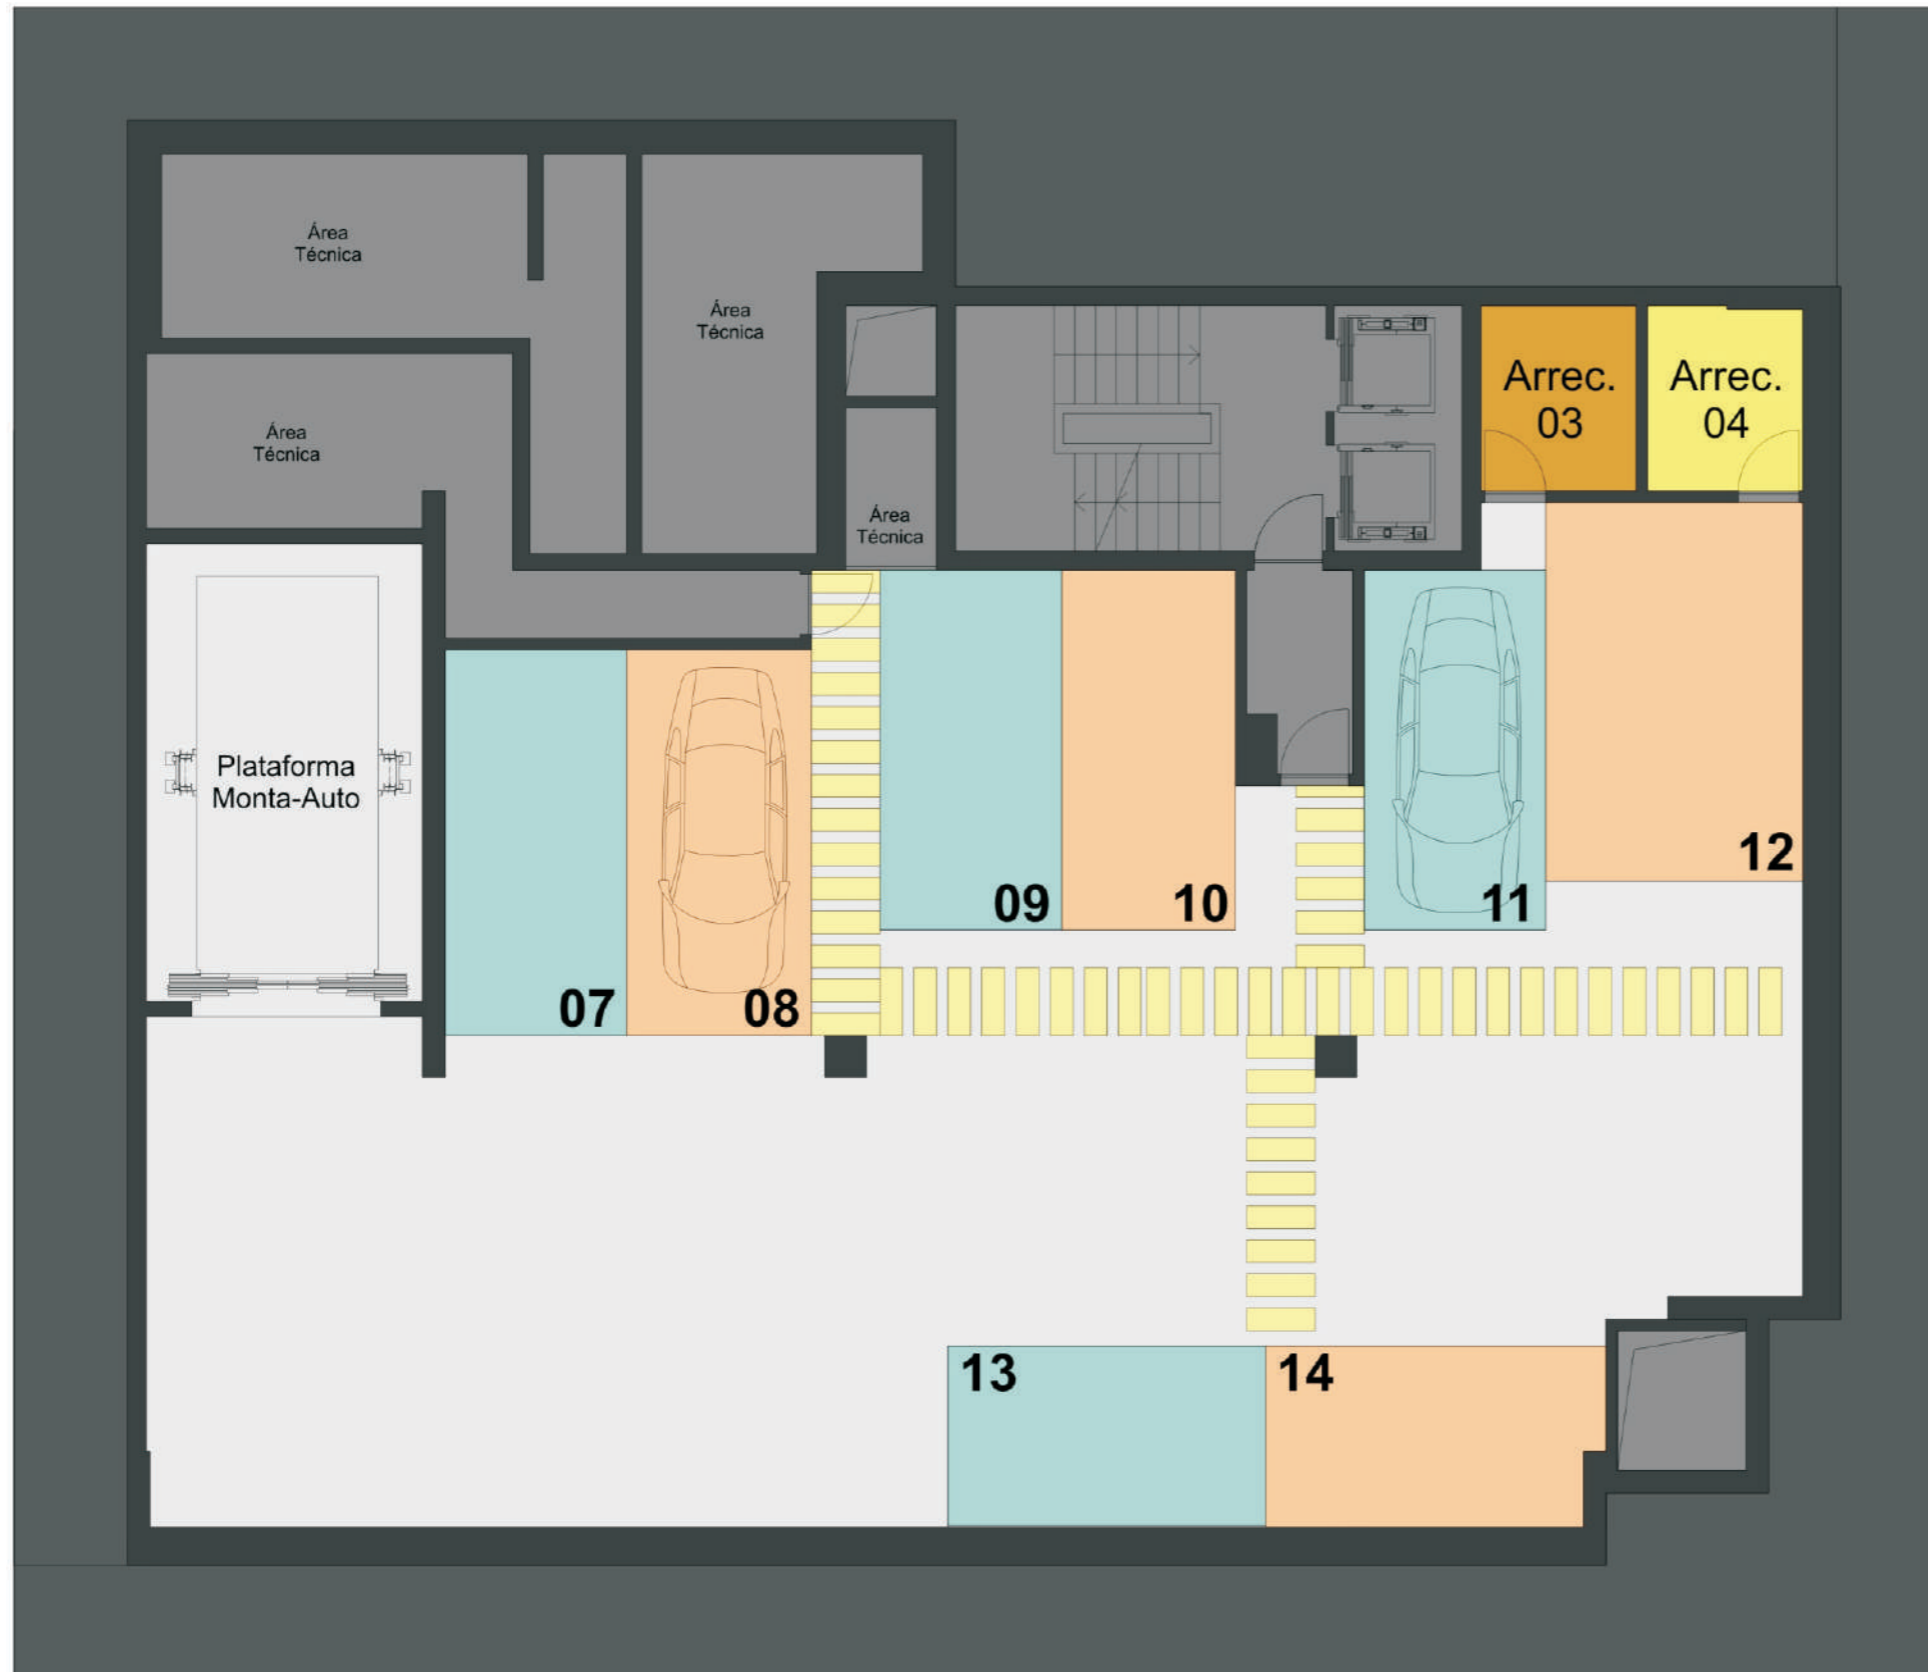 Área
Técnica
Área
Técnica
Arrec.
03
Arrec.
04
Área
Técnica
Área
Técnica
Plataforma
Monta-Auto
07
08
09
10
11
12
13
14